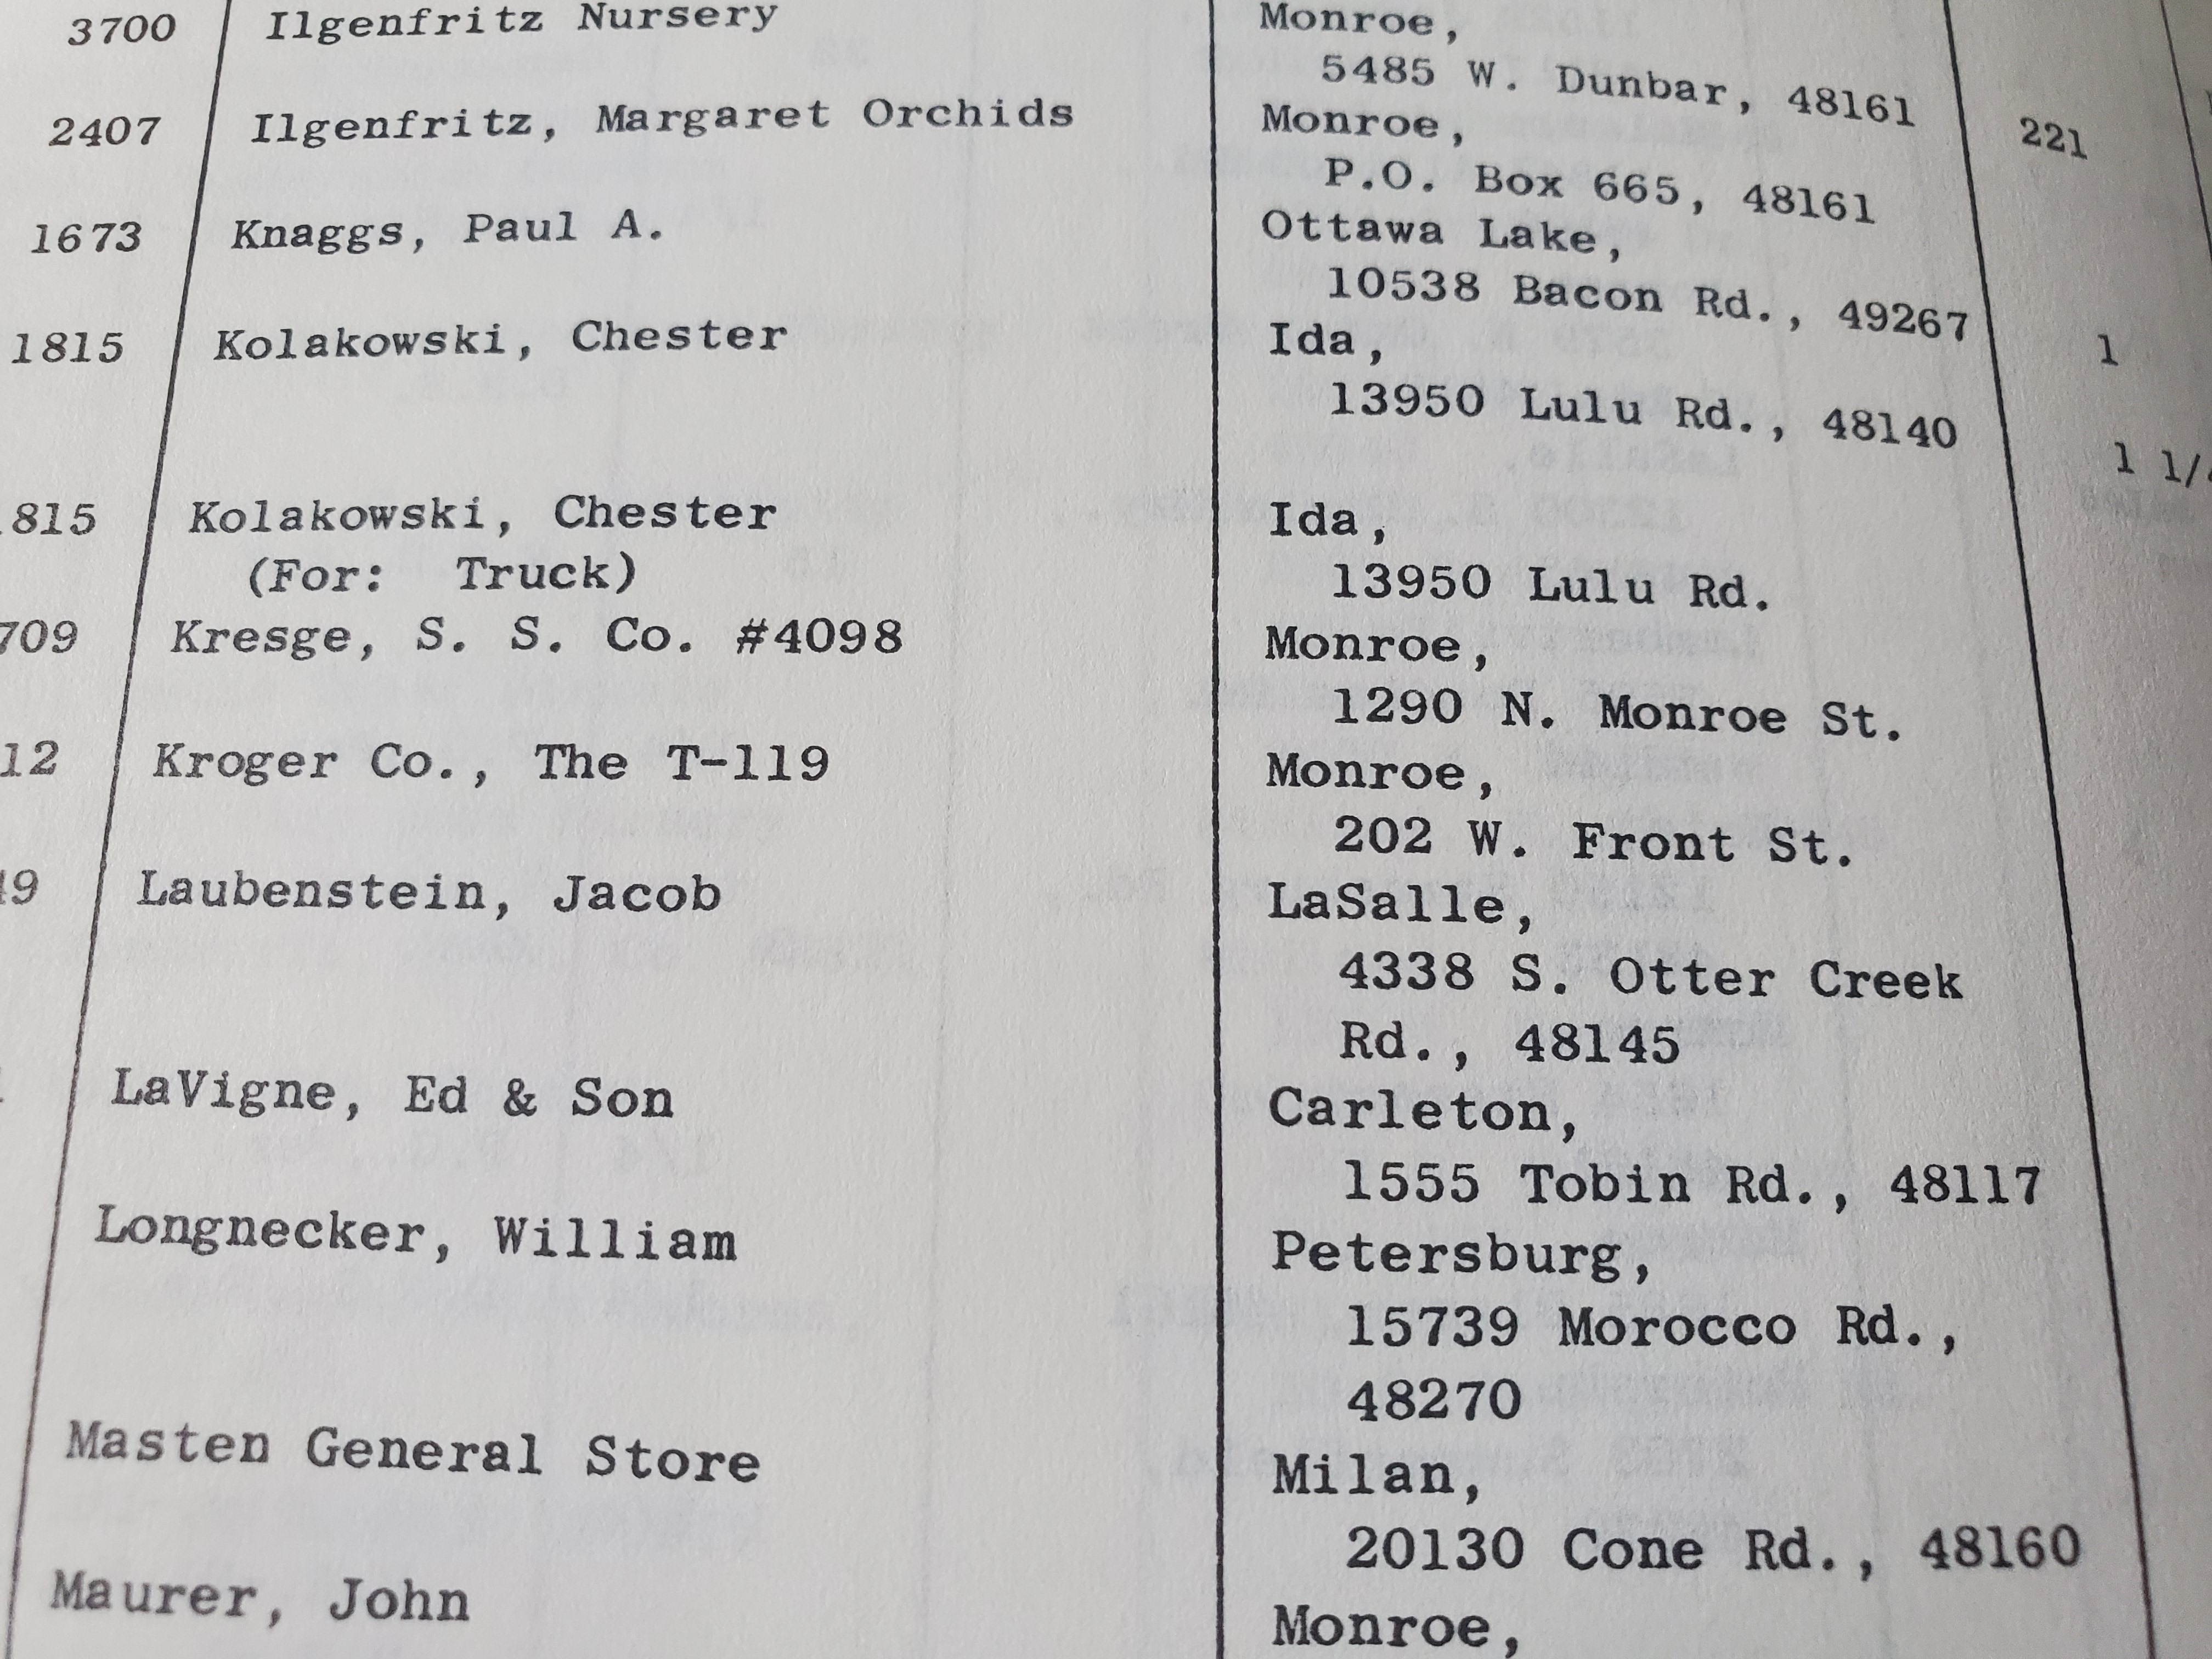 3700 Ilgenfritz Nursery Monroe,
5485 W. Dunbar, 48161
2407 Ilgenfritz, Margaret Orchids Monroe, 221
P.O. Box 665, 48161
1673 Knaggs, Paul A. Ottawa Lake,
10538 Bacon Rd., 49267
1815 Kolakowski, Chester Ida, 1
13950 Lulu Rd., 48140
1 1/
815 Kolakowski, Chester Ida,
(For: Truck) 13950 Lulu Rd.
709 Kresge, S. S. Co. #4098 Monroe,
1290 N. Monroe St.
12 Kroger Co., The T-119 Monroe,
202 W. Front St.
9 Laubenstein, Jacob LaSalle,
4338 S. Otter Creek
Rd., 48145
LaVigne, Ed & Son Carleton,
1555 Tobin Rd., 48117
Longnecker, William Petersburg,
15739 Morocco Rd.,
48270
Masten General Store Milan,
20130 Cone Rd., 48160
Maurer, John Monroe,